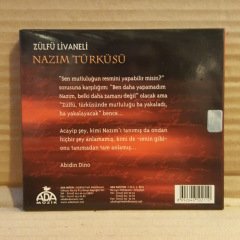 ZÜLFÜ LİVANELİ
NAZIM TÜRKÜSÜ
"Sen mutluluğun resmini yapabilir misin?"
sorusuna karşılığım: "Ben daha yapamadım
Nazım, belki daha zamanı değil" olacak ama
"Zülfü, türküsünde mutluluğu ha yakaladı,
ha yakalayacak" bence...
Acayip şey, kimi Nazım'ı tanımış da ondan
hiçbir şey anlamamış, kimi de onun gibi
onu tanımadan tam anlamış...
Abidin Dino
ADA
MÜZİK